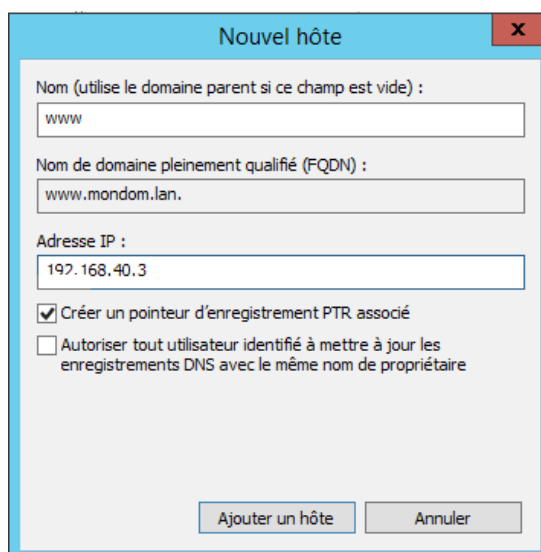 Nouvel hôte
x
Nom (utilise le domaine parent si ce champ est vide) :
www
Nom de domaine pleinement qualifié (FQDN) :
www.mondom.lan.
Adresse IP :
192.168.40.3
Créer un pointeur d'enregistrement PTR associé
Autoriser tout utilisateur identifié à mettre à jour les
enregistrements DNS avec le même nom de propriétaire
Ajouter un hôte
Annuler